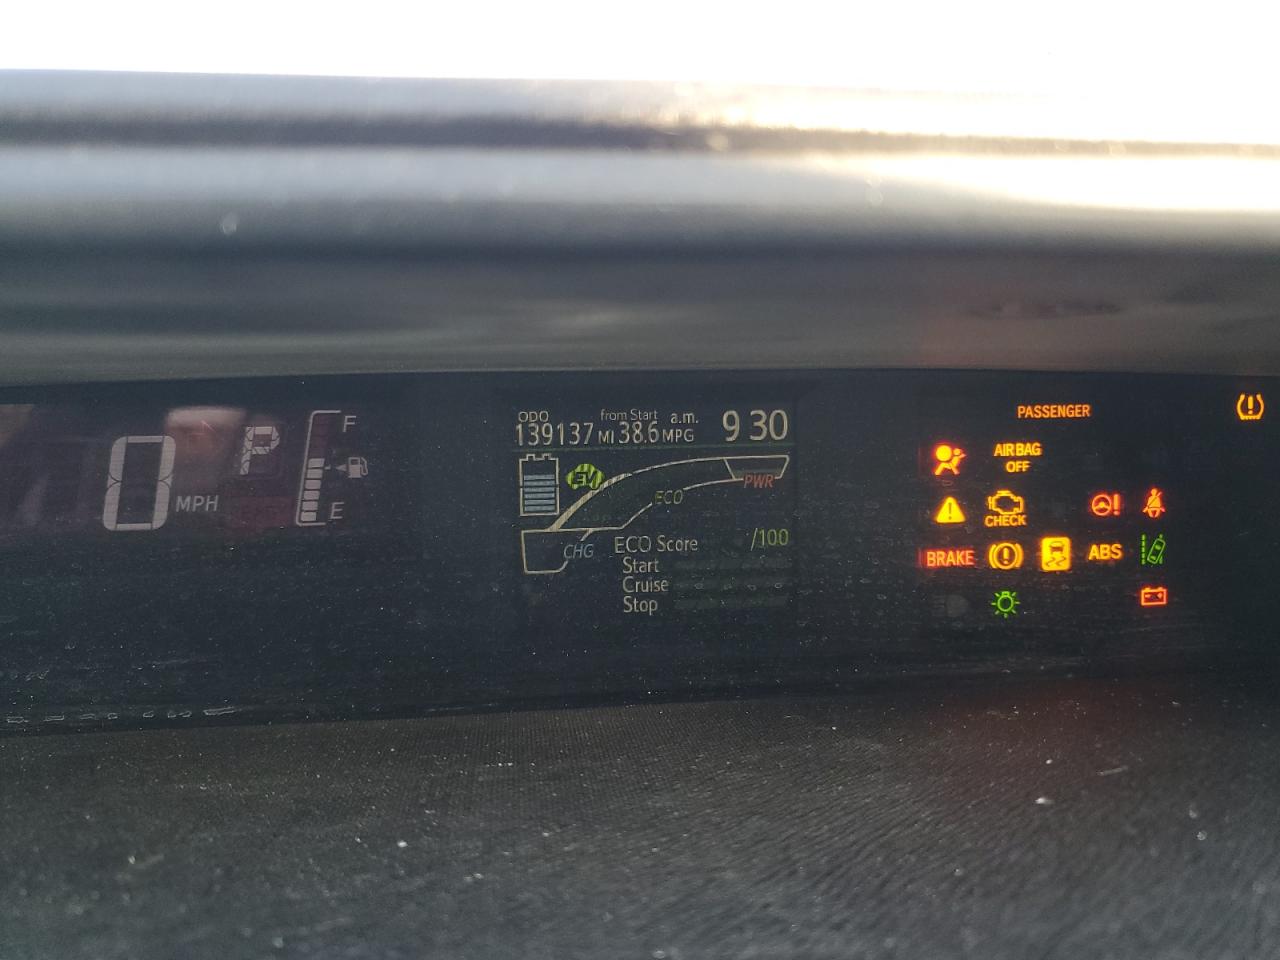 ODO from Start a.m.
139137 MI 38.6 MPG 9 30
0 MPH P F
E
EV
ECO
PWR
CHG
ECO Score /100
Start
Cruise
Stop
PASSENGER
AIR BAG
OFF
CHECK
BRAKE
ABS